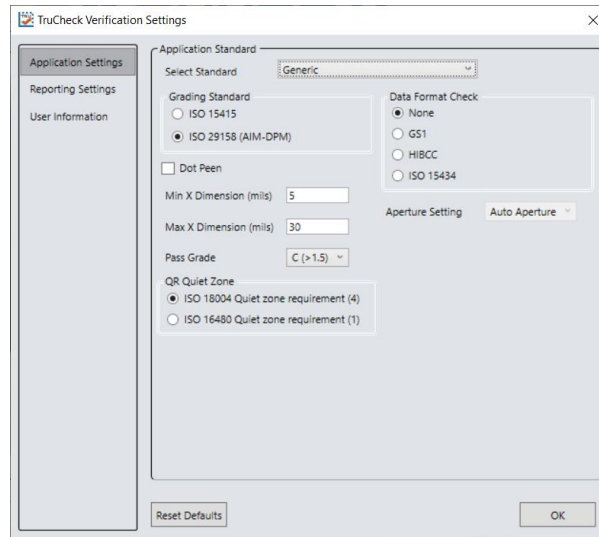 TruCheck Verification Settings
Application Settings
Reporting Settings
User Information
Application Standard
Select Standard Generic
Grading Standard
ISO 15415
ISO 29158 (AIM-DPM)
Data Format Check
None
GS1
HIBCC
ISO 15434
Dot Peen
Min X Dimension (mils) 5
Max X Dimension (mils) 30
Aperture Setting Auto Aperture
Pass Grade C (>1.5)
QR Quiet Zone
ISO 18004 Quiet zone requirement (4)
ISO 16480 Quiet zone requirement (1)
Reset Defaults
OK